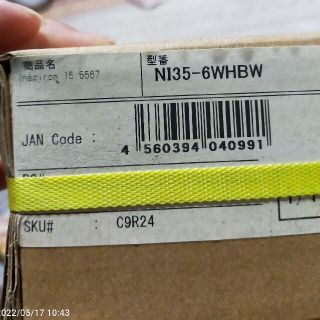 商品名
型番
Inspiron 15 5567
NI35-6WHBW
JAN Code :
4 560394 040991
SKU#
:
C9R24
2022/05/17 10:43